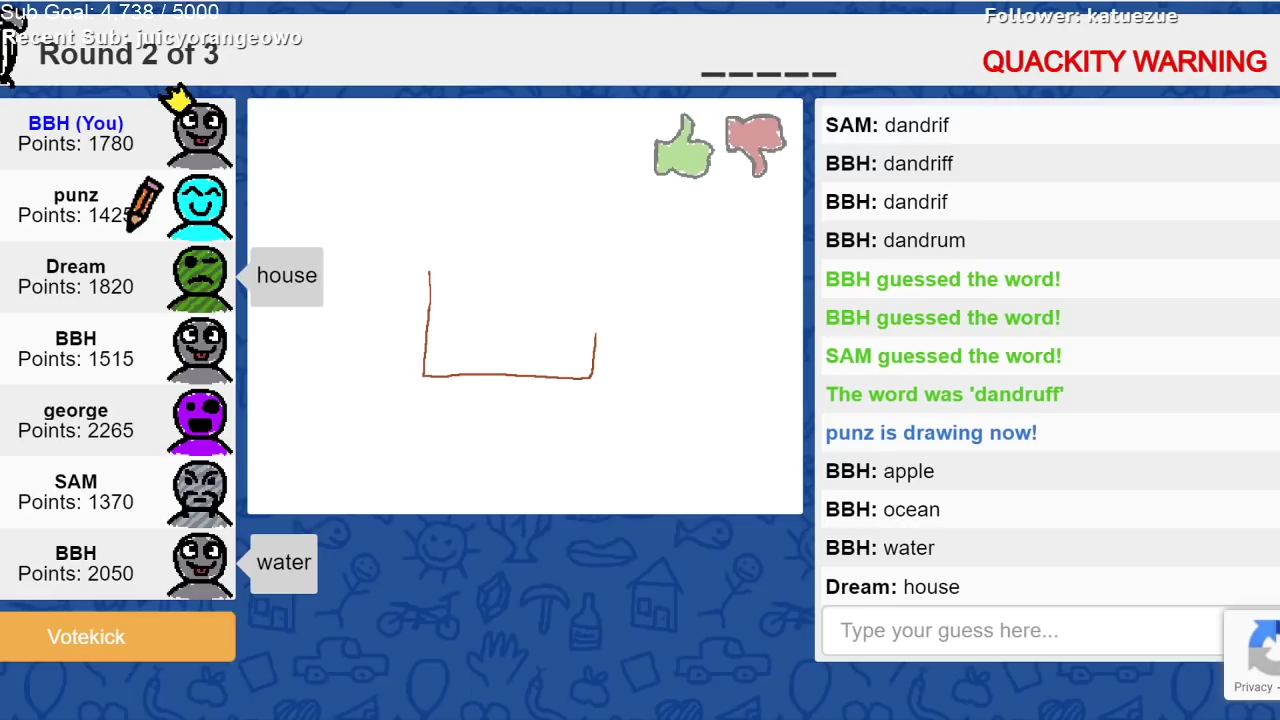 Sub Goal: 4,738 / 5000
Recent Sub: juicyorangeowo
Follower: katuezue
Round 2 of 3
_____
QUACKITY WARNING
BBH (You)
Points: 1780
punz
Points: 1425
Dream
Points: 1820
house
BBH
Points: 1515
george
Points: 2265
SAM
Points: 1370
BBH
Points: 2050
water
Votekick
SAM: dandrif
BBH: dandriff
BBH: dandrif
BBH: dandrum
BBH guessed the word!
BBH guessed the word!
SAM guessed the word!
The word was 'dandruff'
punz is drawing now!
BBH: apple
BBH: ocean
BBH: water
Dream: house
Type your guess here...
Privacy -